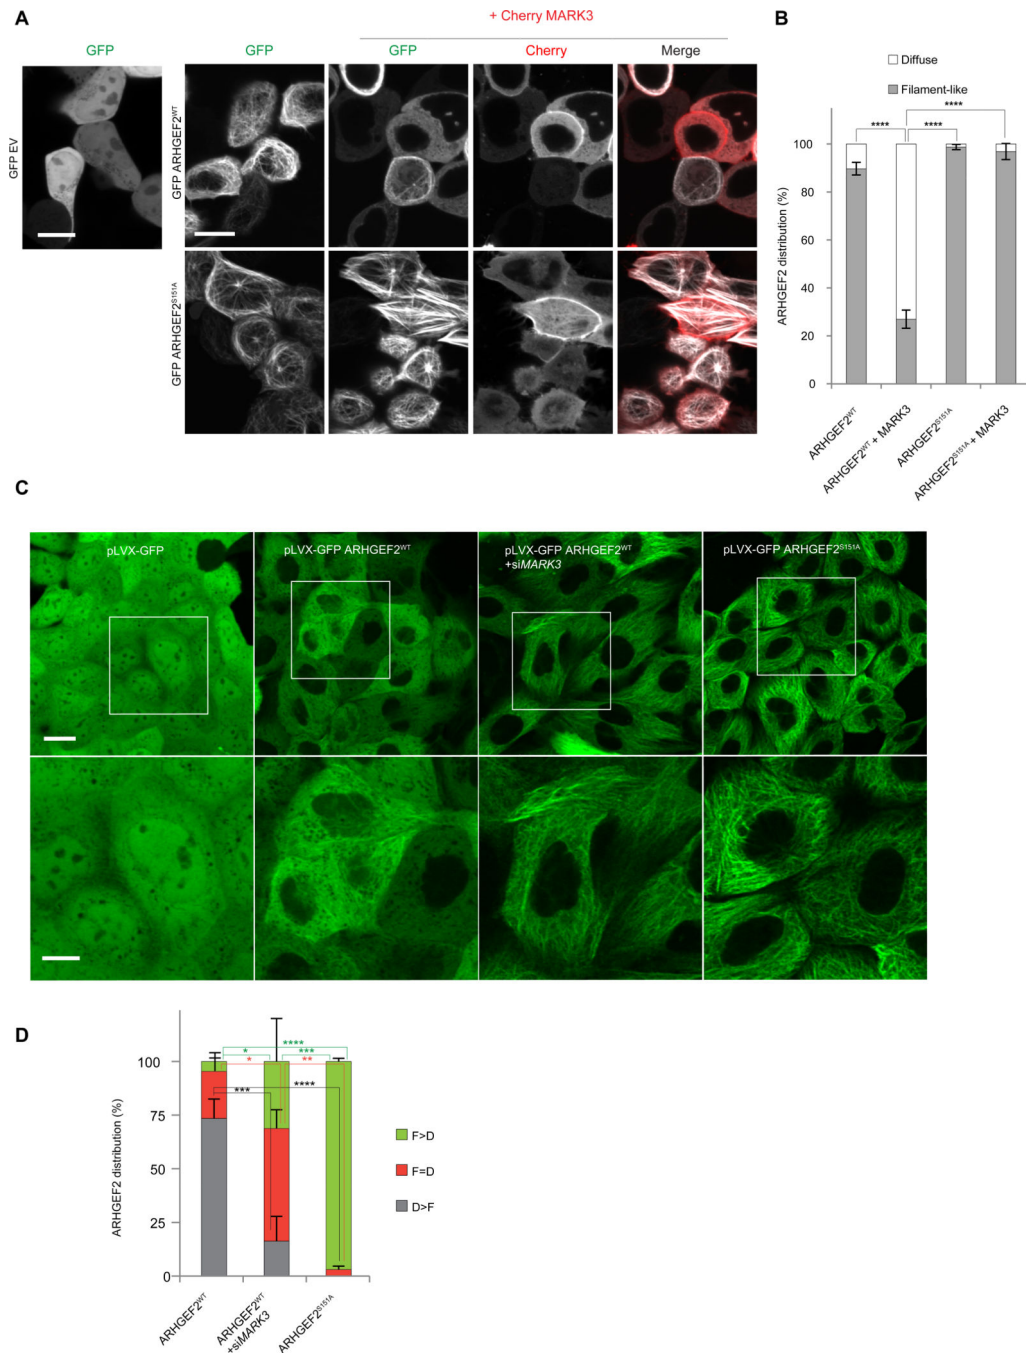 A
+ Cherry MARK3
GFP
GFP
GFP
Cherry
Merge
GFP EV
GFP ARHGEF2WT
GFP ARHGEF2S151A
B
Diffuse
Filament-like
****
****
****
ARHGEF2 distribution (%)
100
80
60
40
20
0
ARHGEF2WT
ARHGEF2WT + MARK3
ARHGEF2S151A
ARHGEF2S151A + MARK3
C
pLVX-GFP
pLVX-GFP ARHGEF2WT
pLVX-GFP ARHGEF2WT
+siMARK3
pLVX-GFP ARHGEF2S151A
D
****
*
***
*
**
***
****
ARHGEF2 distribution (%)
100
75
50
25
0
F>D
F=D
D>F
ARHGEF2WT
ARHGEF2WT
+siMARK3
ARHGEF2S151A